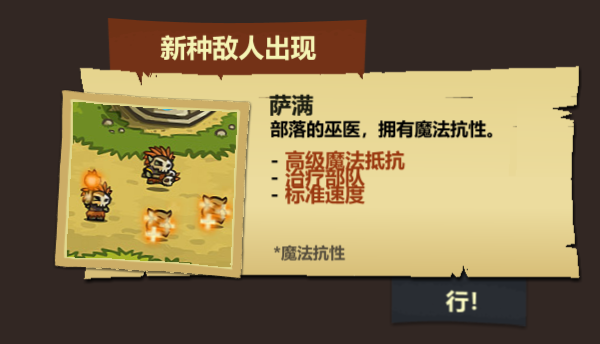 新种敌人出现
萨满
部落的巫医，拥有魔法抗性。
- 高级魔法抵抗
- 治疗部队
- 标准速度
*魔法抗性
行！